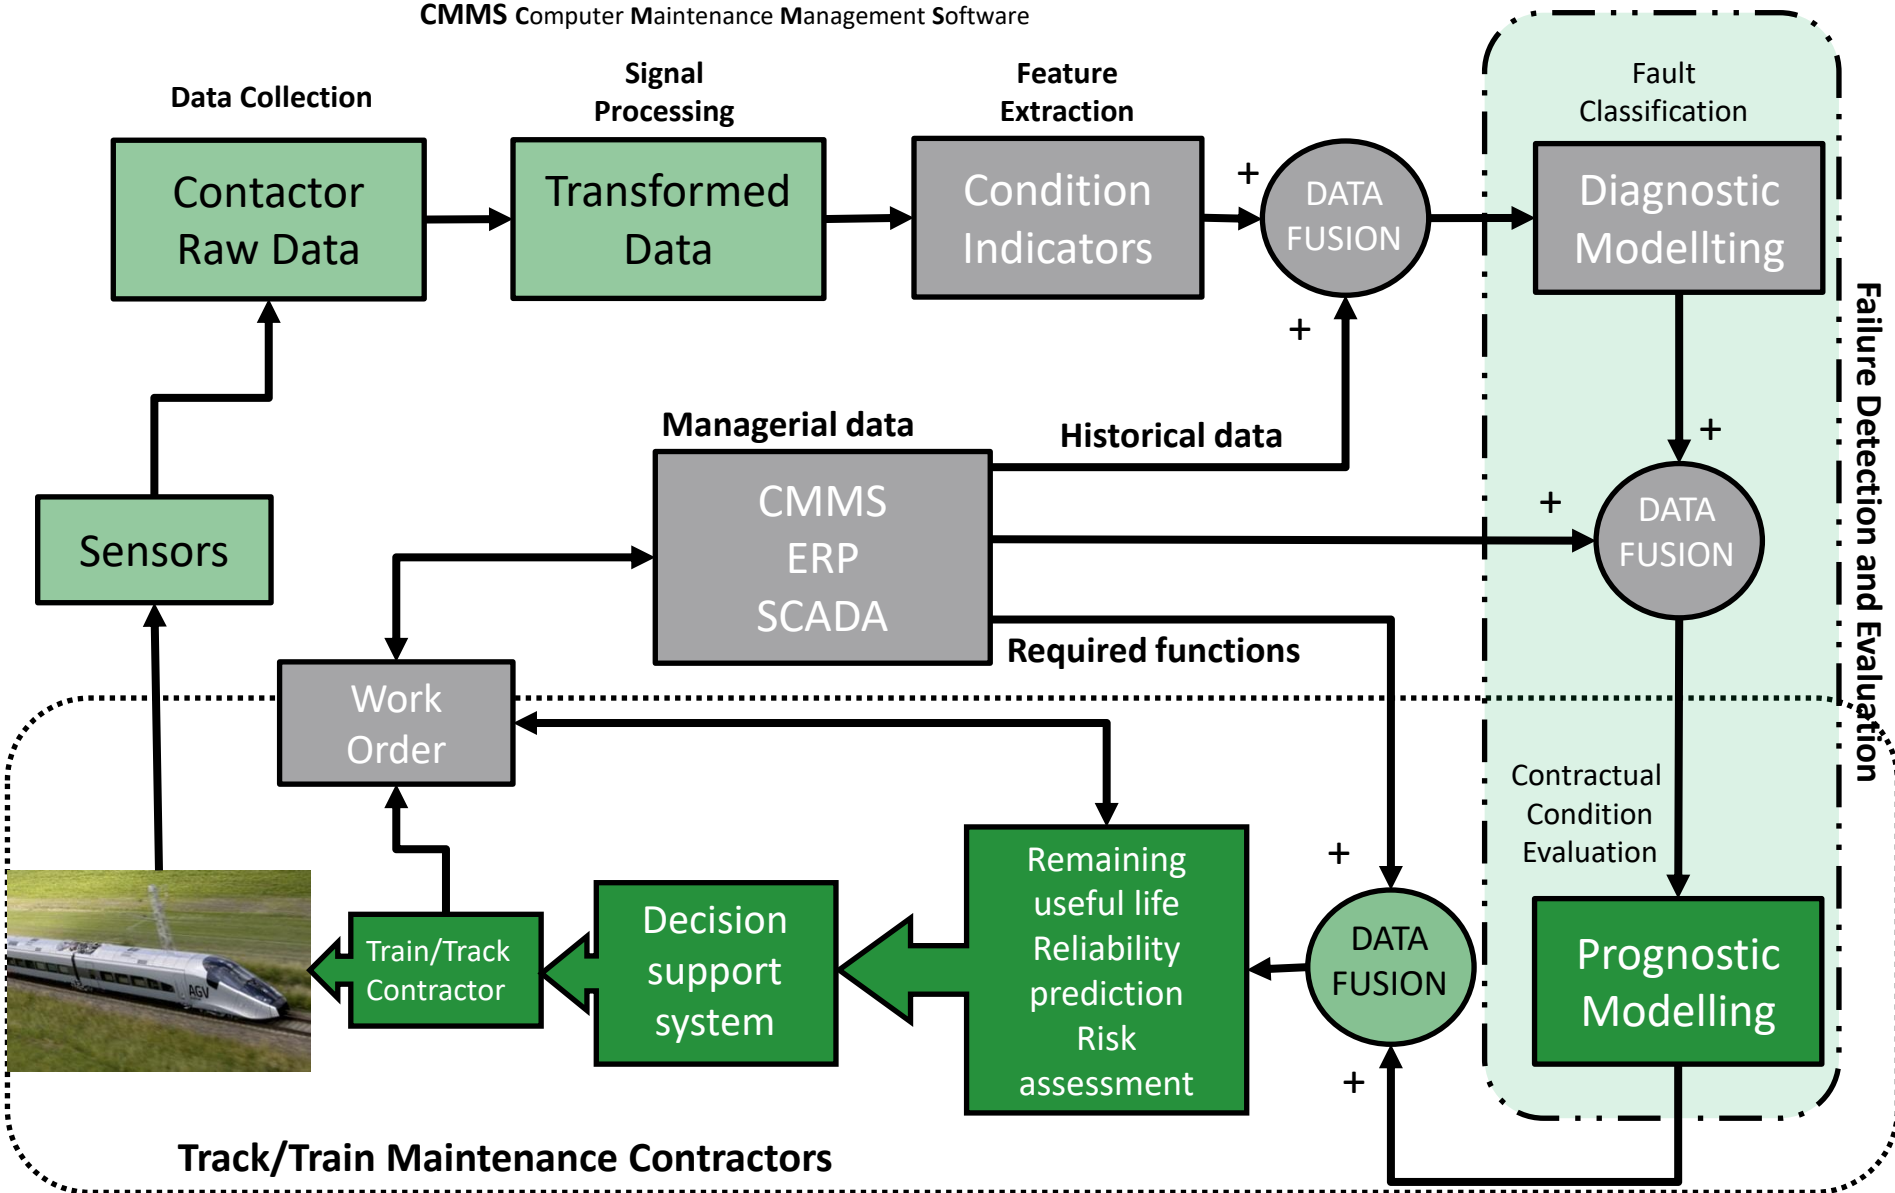 CMMS Computer Maintenance Management Software
Data Collection
Signal
Processing
Feature
Extraction
Fault
Classification
Contactor
Raw Data
Transformed
Data
Condition
Indicators
+
DATA
FUSION
+
Diagnostic
Modellting
Failure Detection and Evaluation
Managerial data
Historical data
+
CMMS
ERP
SCADA
+
DATA
FUSION
Sensors
Required functions
Work
Order
Contractual
Condition
Evaluation
Remaining
useful life
Reliability
prediction
Risk
assessment
+
DATA
FUSION
+
Prognostic
Modelling
Decision
support
system
Train/Track
Contractor
AGV
Track/Train Maintenance Contractors